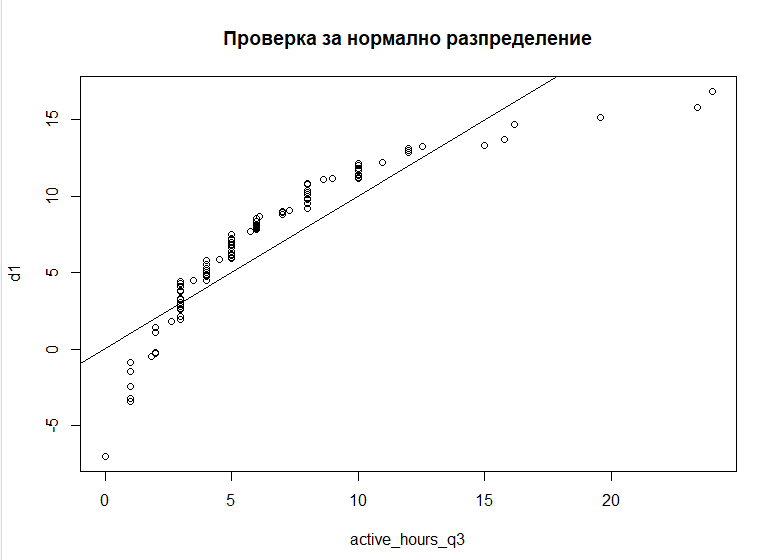 Проверка за нормално разпределение
15
10
5
0
-5
d1
0 5 10 15 20
active_hours_q3